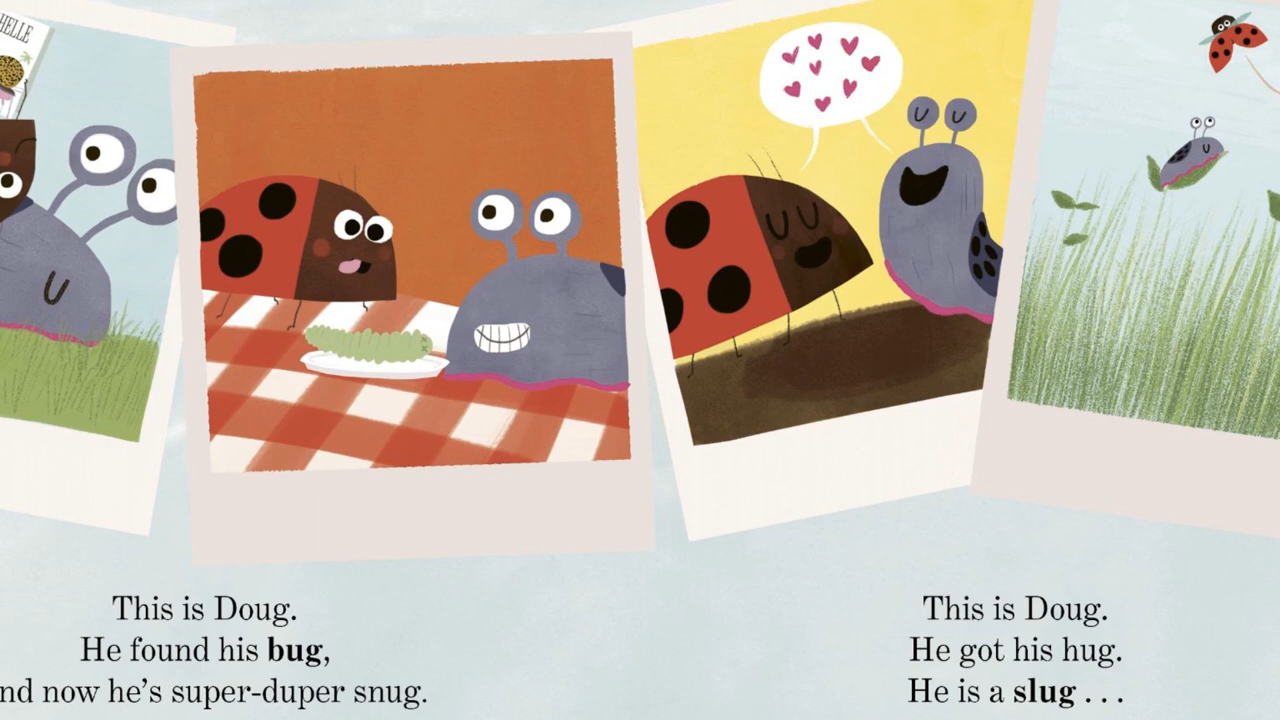 HELLE
This is Doug.
He found his bug,
nd now he's super-duper snug.
This is Doug.
He got his hug.
He is a slug . . .